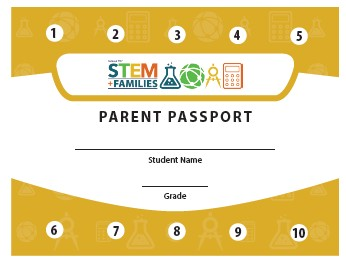 1 2 3 4 5
STEM
+FAMILIES
PARENT PASSPORT
Student Name
Grade
6 7 8 9 10